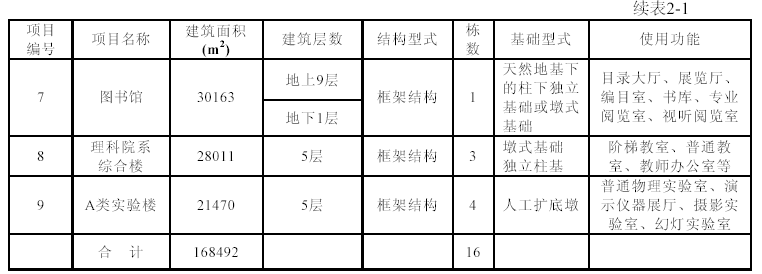 续表2-1
项目
编号
项目名称
建筑面积
(m²)
建筑层数
结构型式
栋
数
基础型式
使用功能
7
图书馆
30163
地上9层
地下1层
框架结构
1
天然地基下
的柱下独立
基础或墩式
基础
目录大厅、展览厅、
编目室、书库、专业
阅览室、视听阅览室
8
理科院系
综合楼
28011
5层
框架结构
3
墩式基础
独立柱基
阶梯教室、普通教
室、教师办公室等
9
A类实验楼
21470
5层
框架结构
4
人工扩底墩
普通物理实验室、演
示仪器展厅、摄影实
验室、幻灯实验室
合 计
168492
16